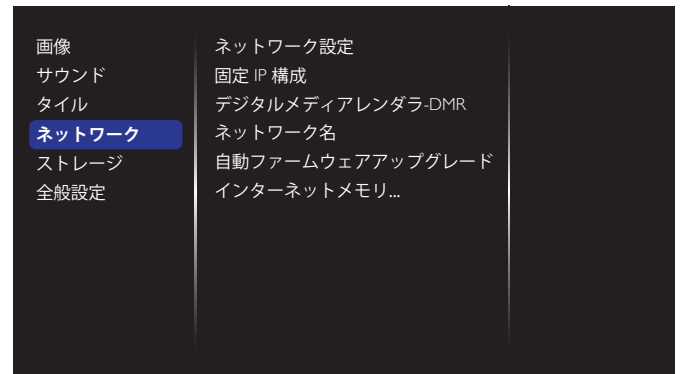 画像
サウンド
タイル
ネットワーク
ストレージ
全般設定
ネットワーク設定
固定 IP 構成
デジタルメディアレンダラ-DMR
ネットワーク名
自動ファームウェアアップグレード
インターネットメモリ...